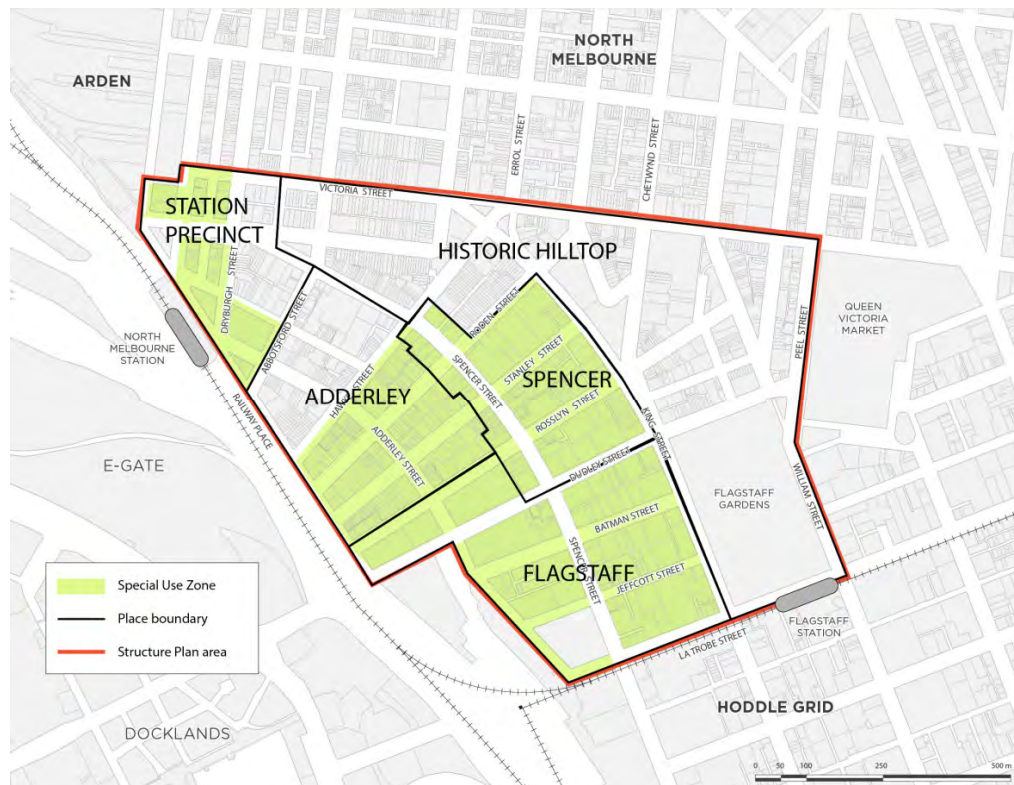 NORTH
MELBOURNE
ARDEN
ERROL STREET
CHETWYND STREET
VICTORIA STREET
STATION
PRECINCT
HISTORIC HILLTOP
DRYBURGH STREET
ABBOTSFORD STREET
RODEN STREET
PEEL STREET
QUEEN
VICTORIA
MARKET
NORTH
MELBOURNE
STATION
STANLEY STREET
SPENCER STREET
SPENCER
ADDERLEY
ROSSLYN STREET
KING STREET
ADDERLEY STREET
RAILWAY PLACE
E-GATE
DUDLEY STREET
WILLIAM STREET
FLAGSTAFF
GARDENS
BATMAN STREET
SPENCER STREET
FLAGSTAFF
JEFFCOTT STREET
Special Use Zone
Place boundary
Structure Plan area
FLAGSTAFF
STATION
LA TROBE STREET
HODDLE GRID
DOCKLANDS
0 50 100 250 500 m